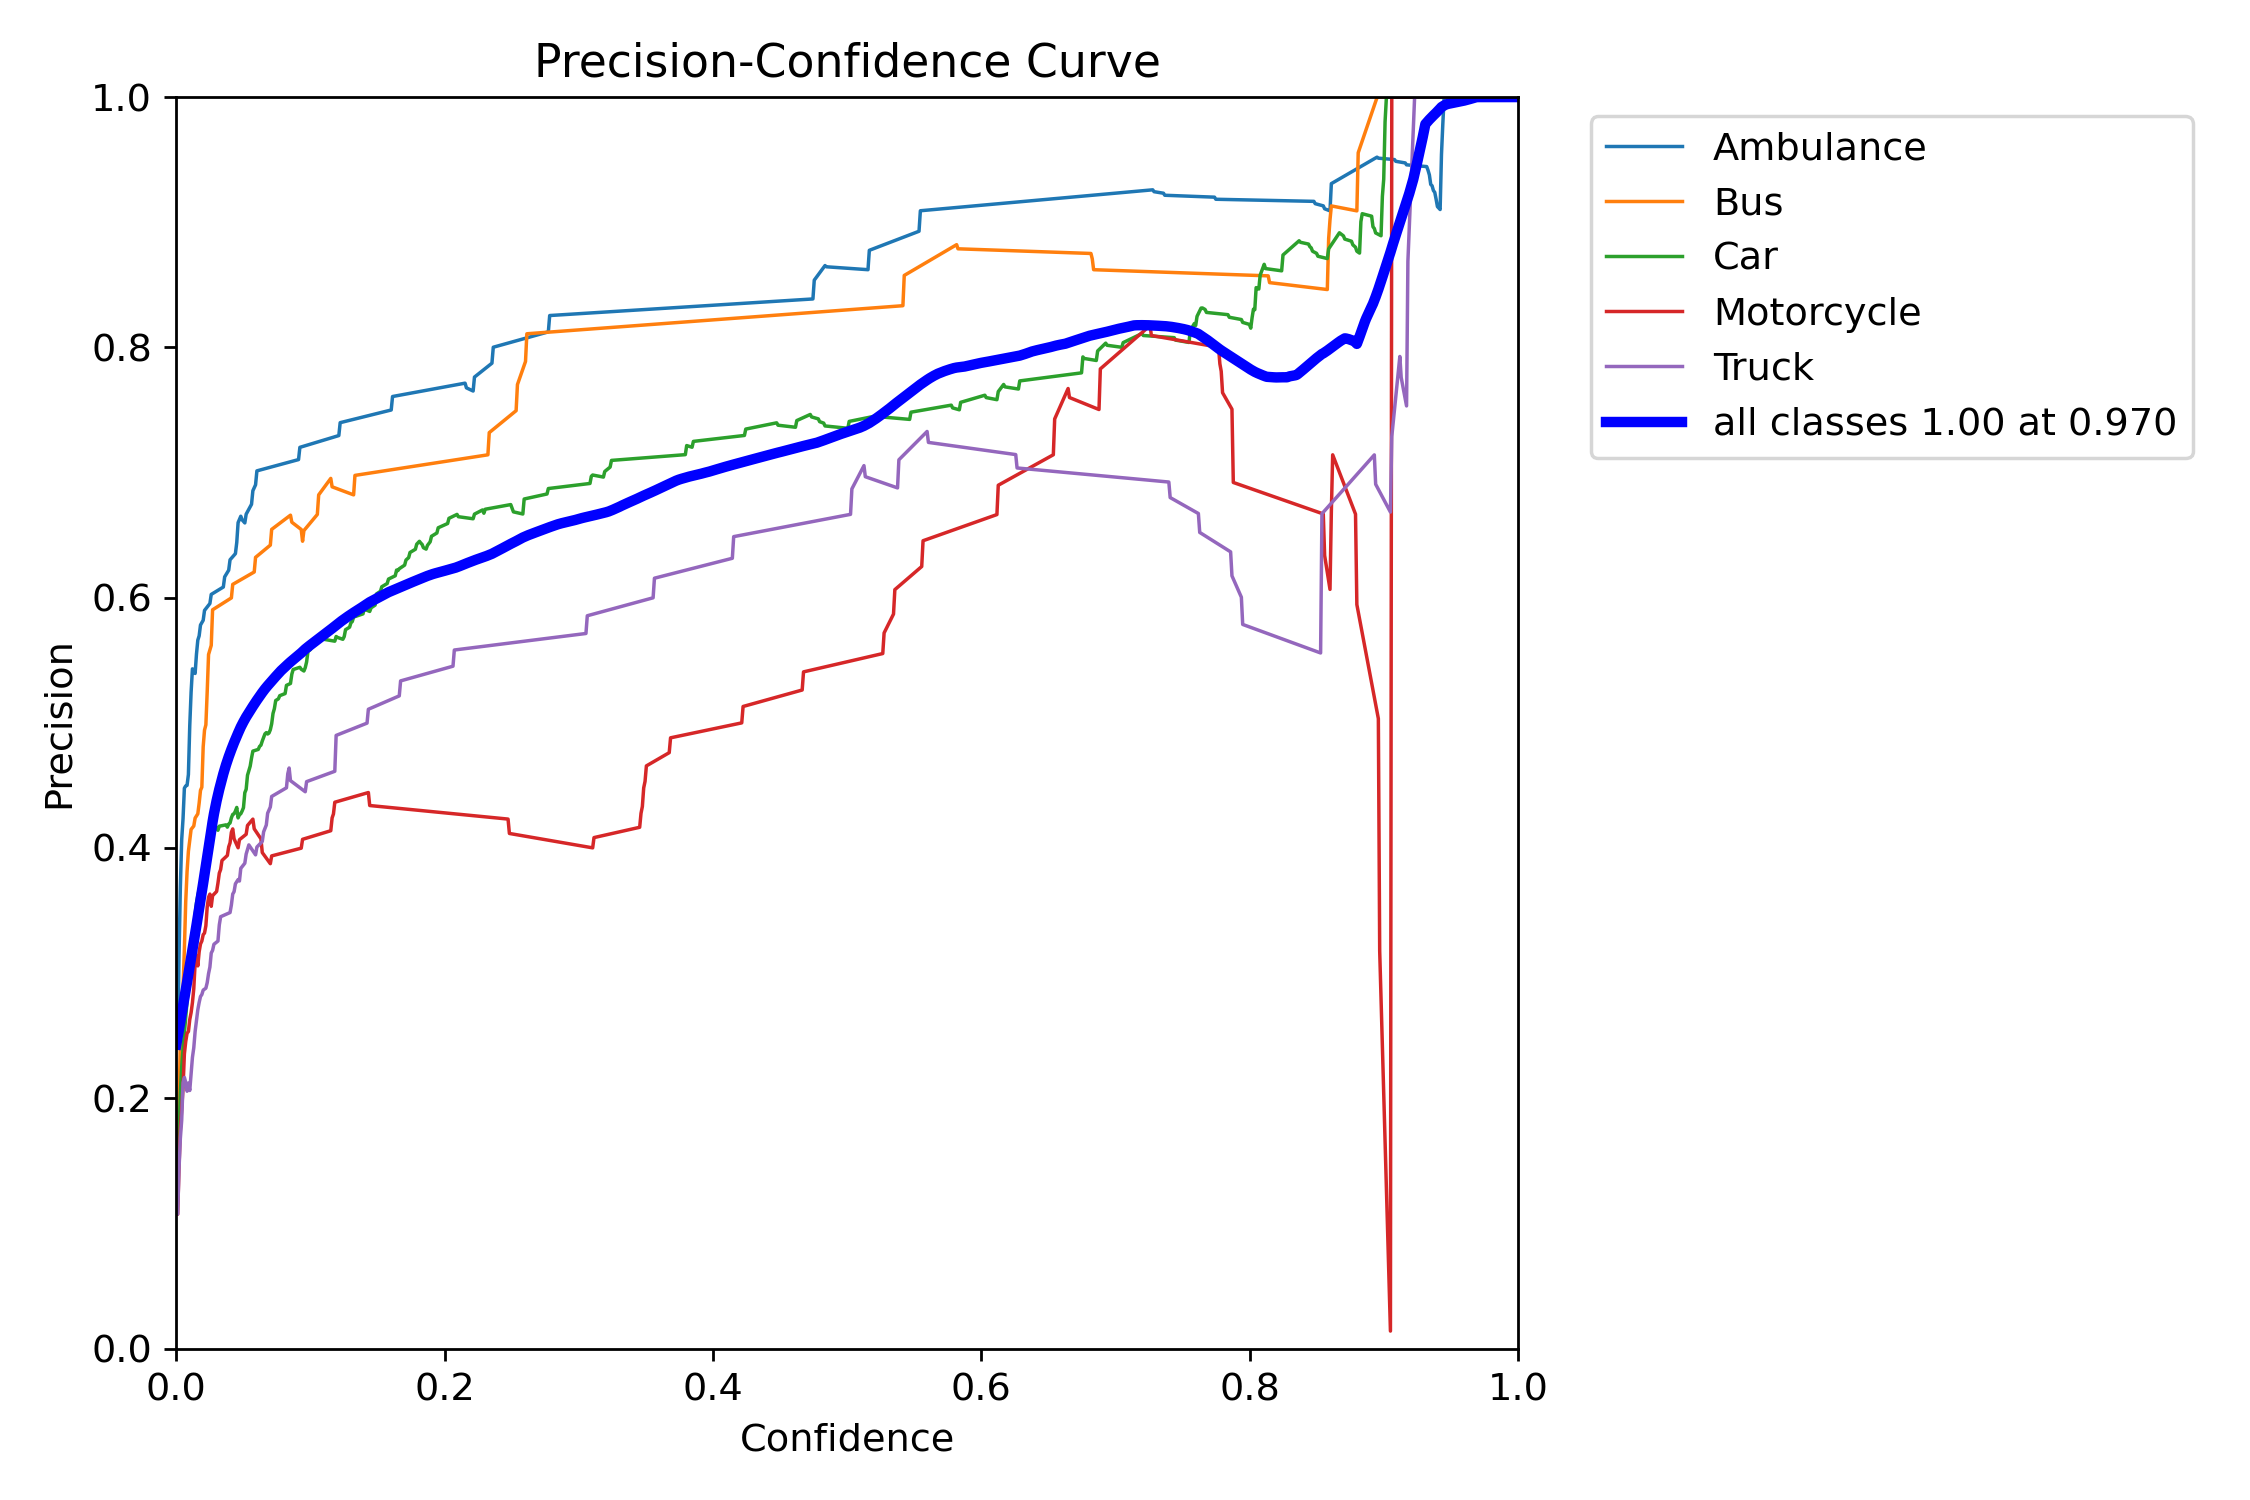 Precision-Confidence Curve
1.0
0.8
0.6
0.4
0.2
0.0
Precision
0.0 0.2 0.4 0.6 0.8 1.0
Confidence
Ambulance
Bus
Car
Motorcycle
Truck
all classes 1.00 at 0.970